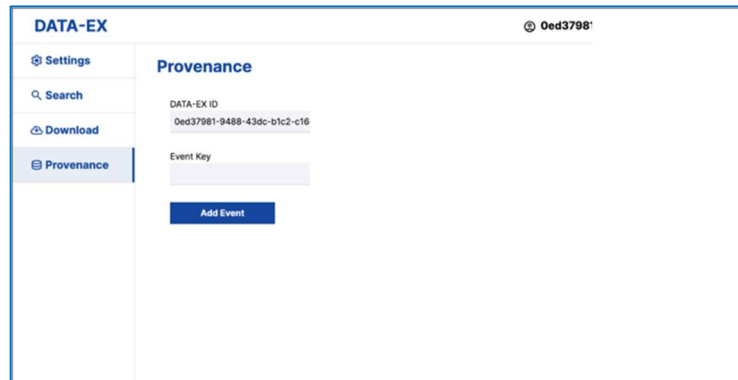 DATA-EX
0ed3798
Settings
Search
Download
Provenance
Provenance
DATA-EX ID
0ed37981-9488-43dc-b1c2-c16
Event Key
Add Event